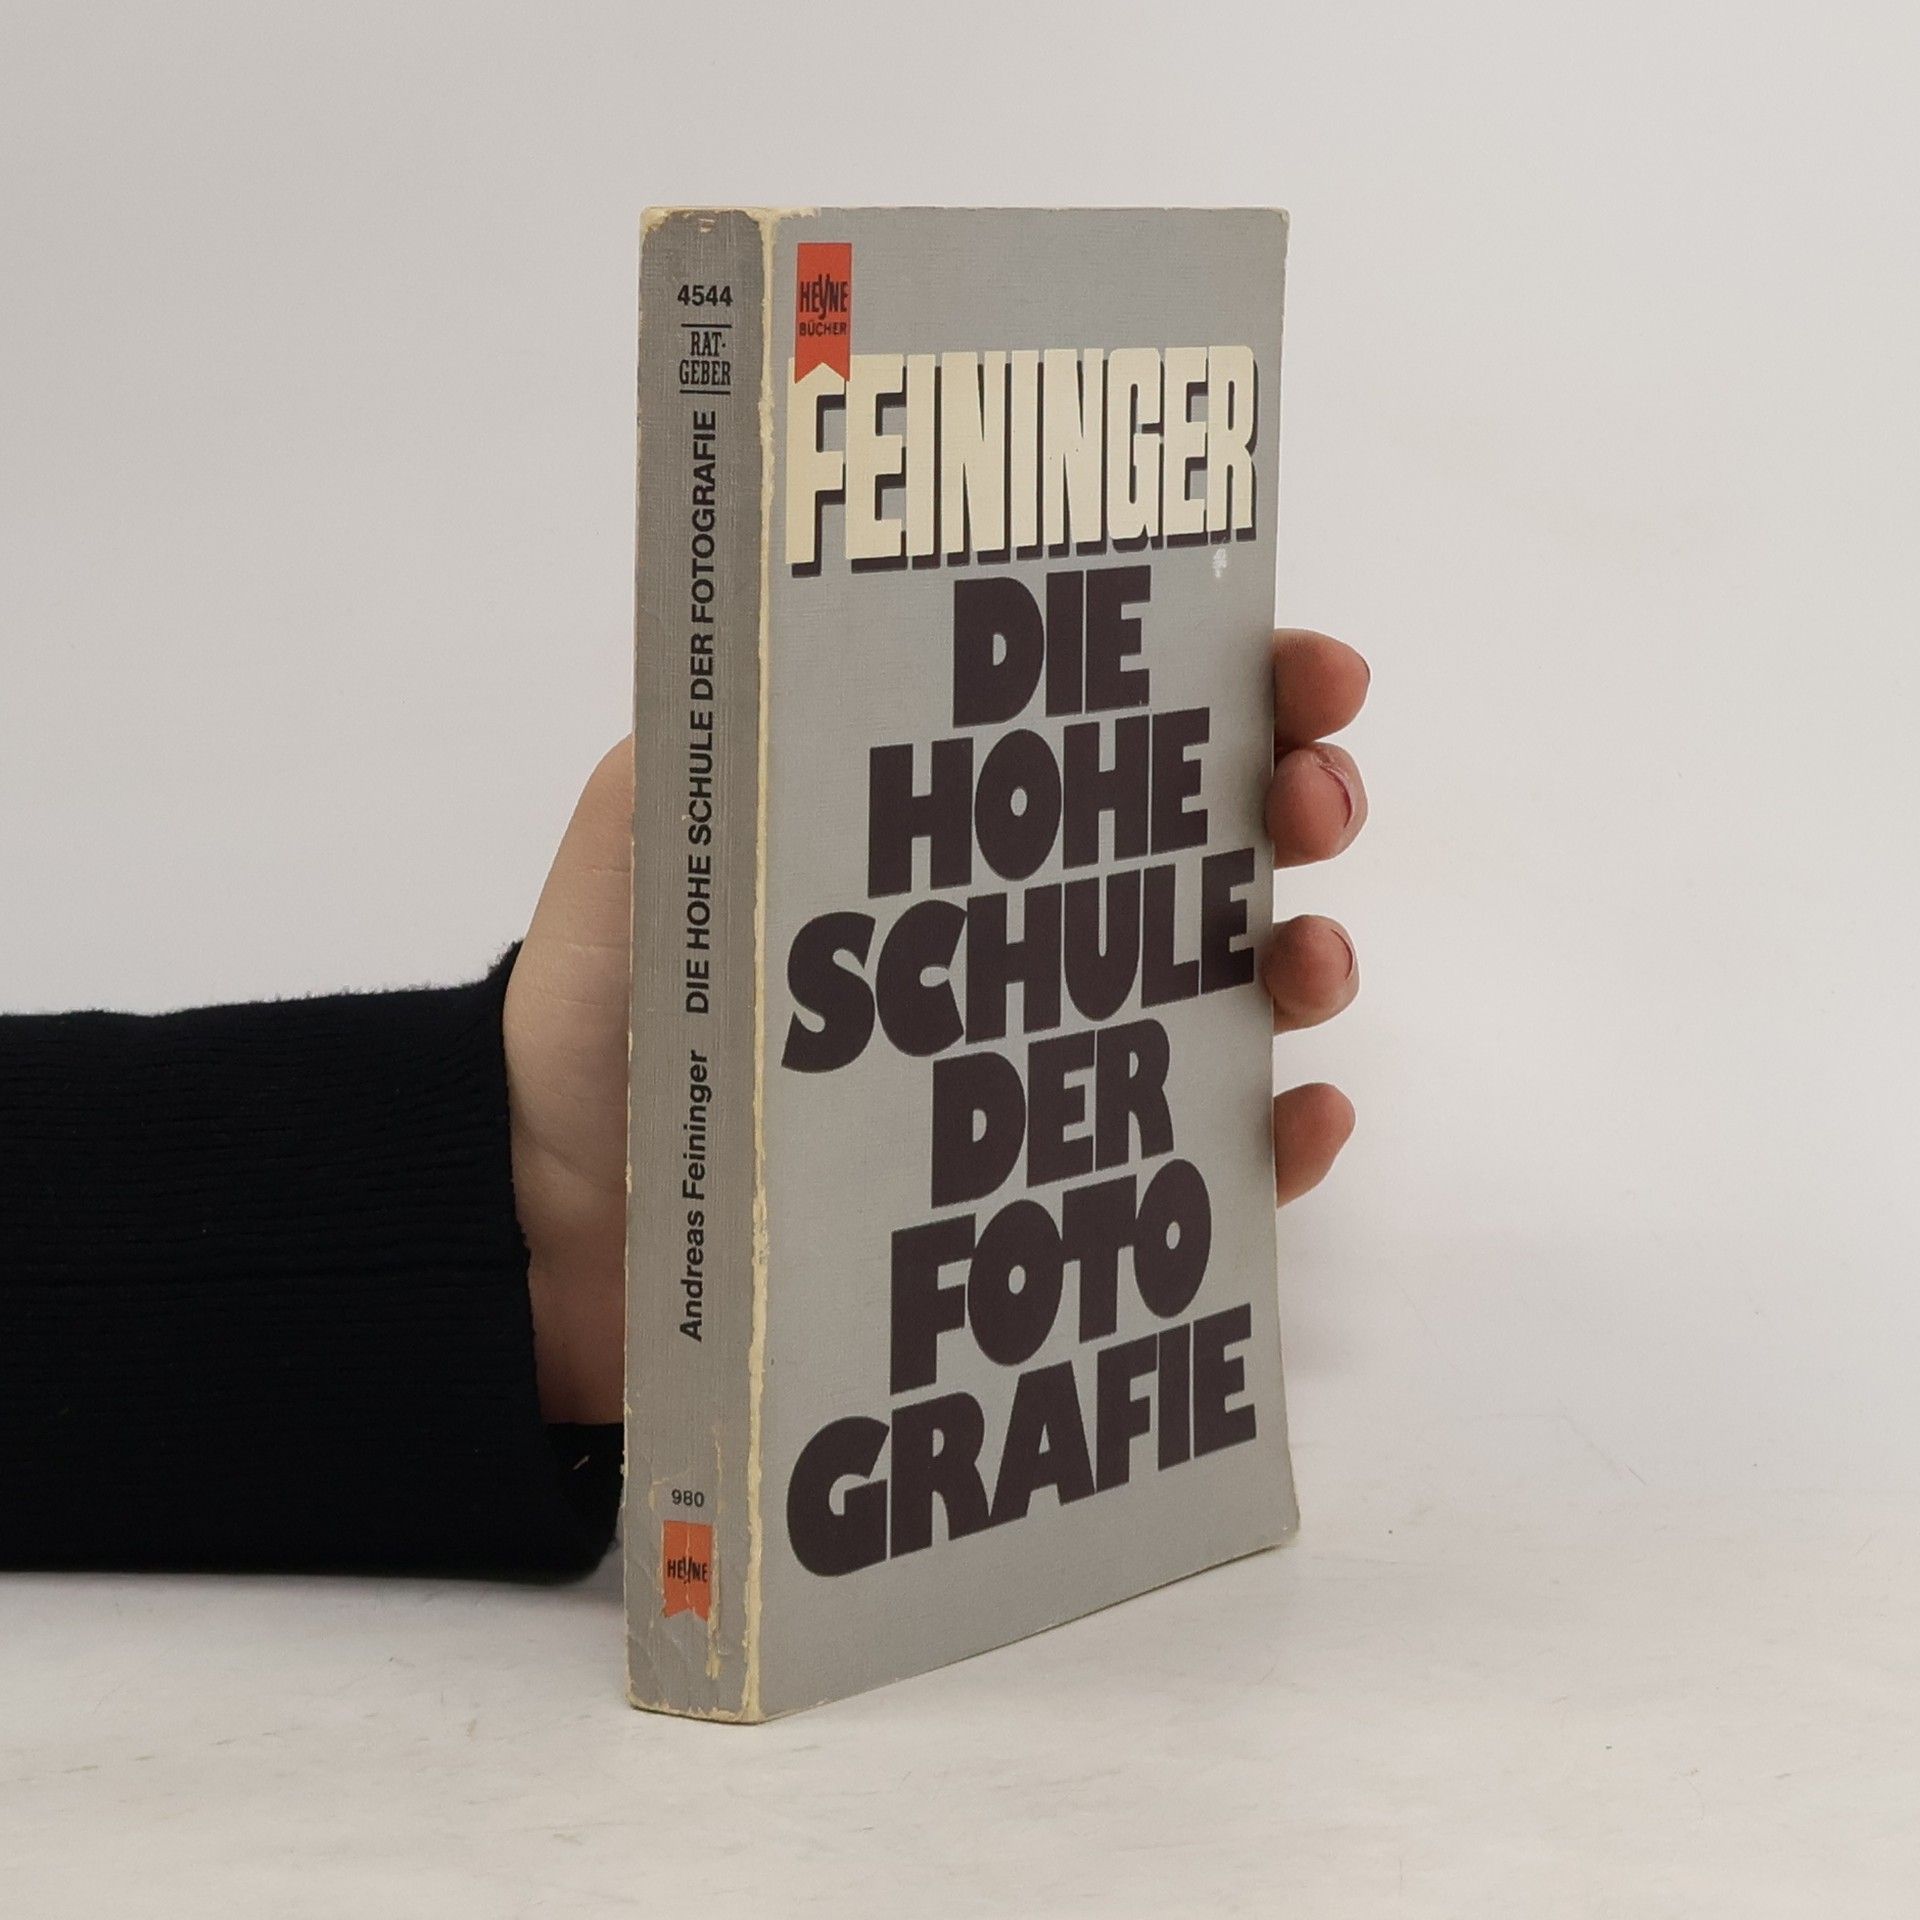 4544
RAT-
GEBER
Andreas Feininger DIE HOHE SCHULE DER FOTOGRAFIE
980
HEYNE
HEYNE
BÜCHER
FEININGER
DIE
HOHE
SCHULE
DER
FOTO
GRAFIE